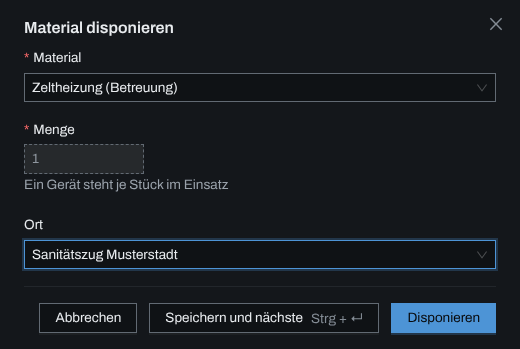 Material disponieren
* Material
Zeltheizung (Betreuung)
* Menge
1
Ein Gerät steht je Stück im Einsatz
Ort
Sanitätszug Musterstadt
Abbrechen
Speichern und nächste Strg + ↵
Disponieren